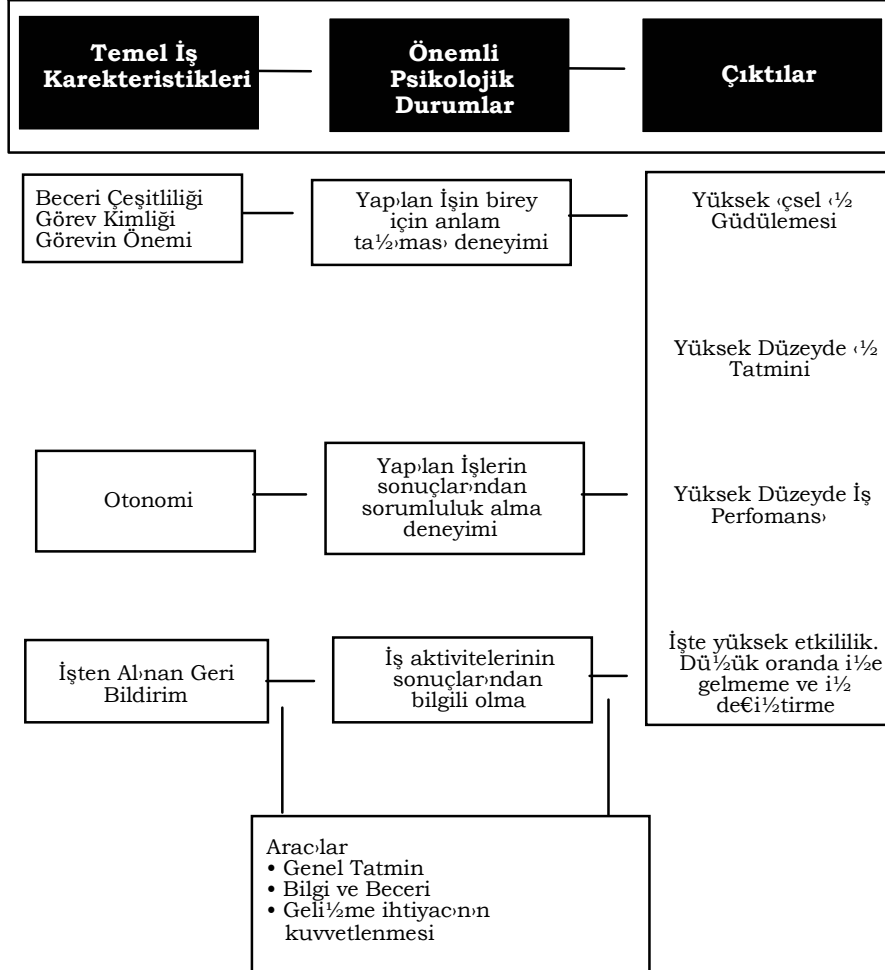 Temel İş
Karekteristikleri
Önemli
Psikolojik
Durumlar
Çıktılar
Beceri Çeşitliliği
Görev Kimliği
Görevin Önemi
Yap›lan İşin birey
için anlam
ta½›mas› deneyimi
Yüksek ‹çsel ‹½
Güdülemesi
Yüksek Düzeyde ‹½
Tatmini
Otonomi
Yap›lan İşlerin
sonuçlar›ndan
sorumluluk alma
deneyimi
Yüksek Düzeyde İş
Perfomans›
İşten Al›nan Geri
Bildirim
İş aktivitelerinin
sonuçlar›ndan
bilgili olma
İşte yüksek etkililik.
Dü½ük oranda i½e
gelmeme ve i½
de€i½tirme
Arac›lar
• Genel Tatmin
• Bilgi ve Beceri
• Geli½me ihtiyac›n›n
kuvvetlenmesi